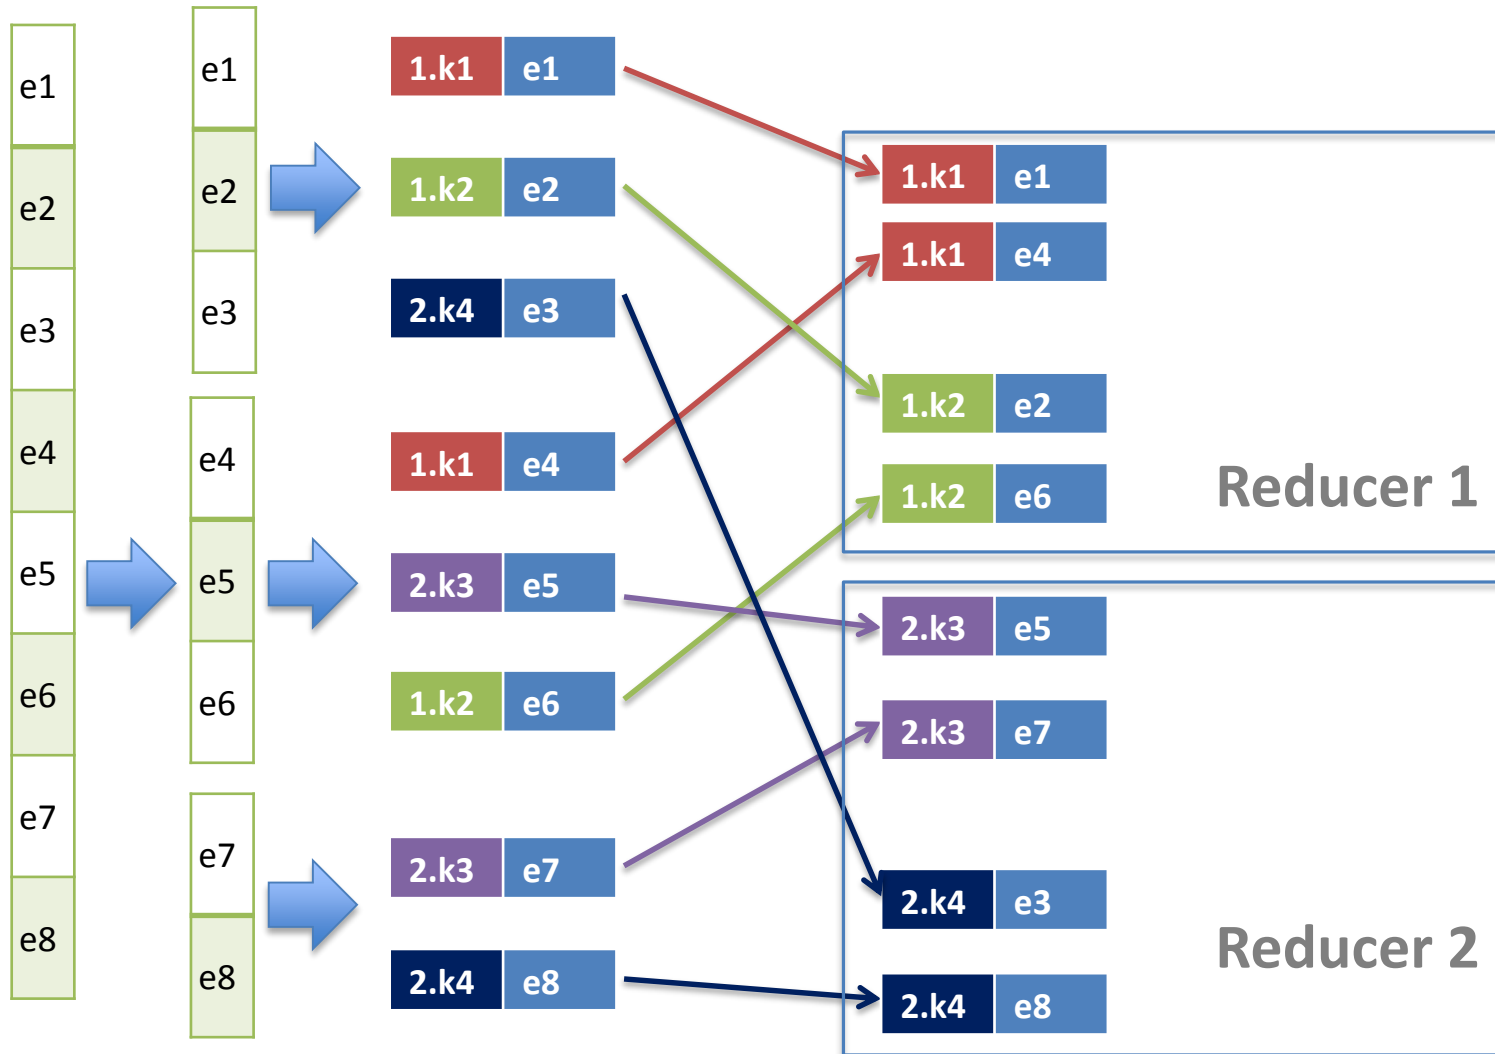 e1
e2
e3
e4
e5
e6
e7
e8
e1
e2
e3
e4
e5
e6
e7
e8
1.k1 e1
1.k2 e2
2.k4 e3
1.k1 e4
2.k3 e5
1.k2 e6
2.k3 e7
2.k4 e8
1.k1 e1
1.k1 e4
1.k2 e2
1.k2 e6
Reducer 1
2.k3 e5
2.k3 e7
2.k4 e3
2.k4 e8
Reducer 2